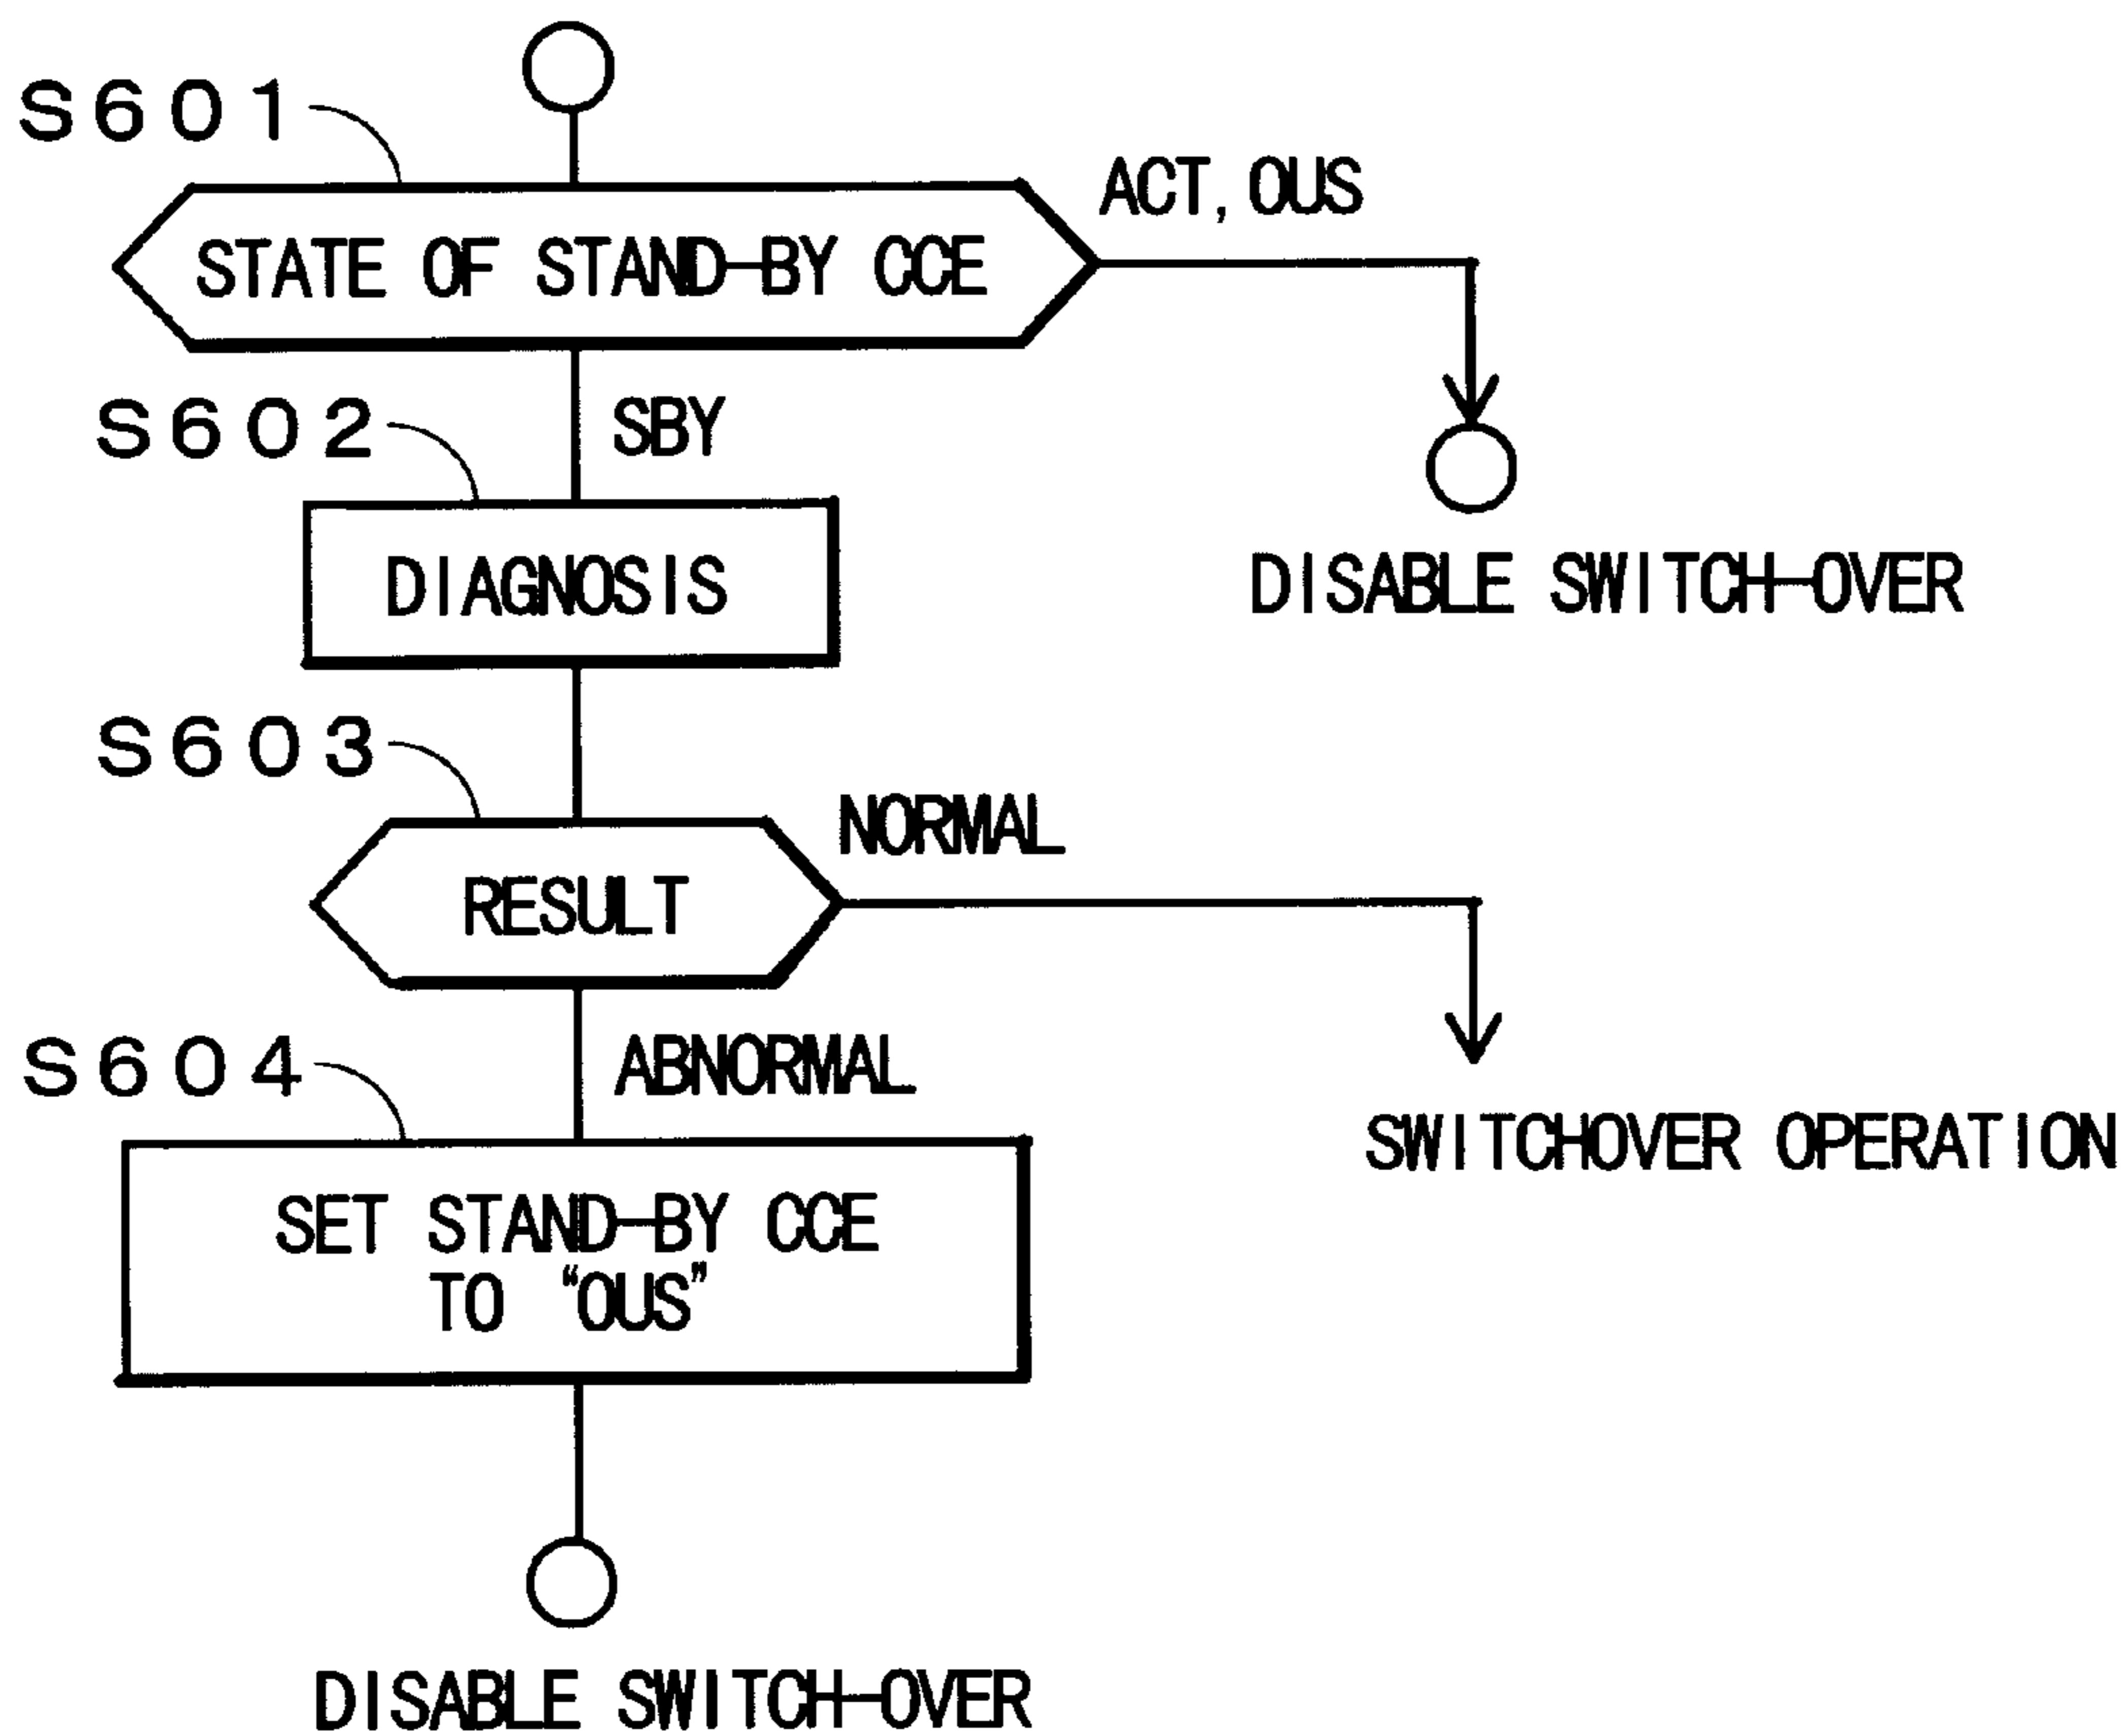 S601
ACT, OUS
STATE OF STAND-BY CCE
S602
SBY
DIAGNOSIS
DISABLE SWITCH-OVER
S603
NORMAL
RESULT
S604
ABNORMAL
SWITCHOVER OPERATION
SET STAND-BY CCE
TO "OUS"
DISABLE SWITCH-OVER